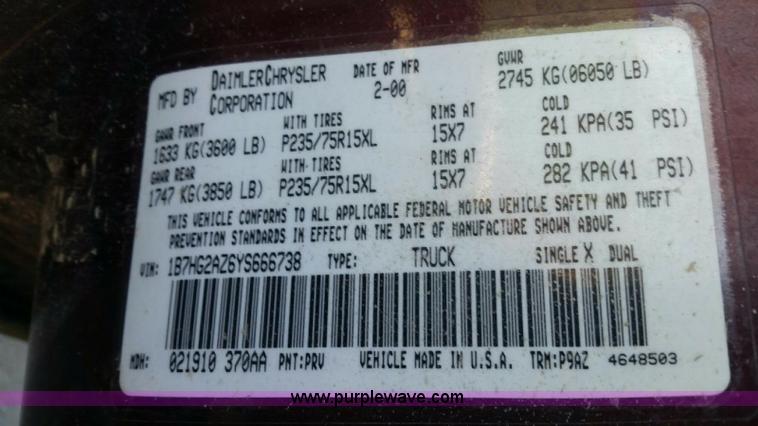 MFD BY DAIMLERCHRYSLER CORPORATION DATE OF MFR 2-00 GVWR 2745 KG(06050 LB)
GAWR FRONT WITH TIRES RIMS AT COLD
1633 KG(3600 LB) P235/75R15XL 15X7 241 KPA(35 PSI)
GAWR REAR WITH TIRES RIMS AT COLD
1747 KG(3850 LB) P235/75R15XL 15X7 282 KPA(41 PSI)
THIS VEHICLE CONFORMS TO ALL APPLICABLE FEDERAL MOTOR VEHICLE SAFETY AND THEFT
PREVENTION STANDARDS IN EFFECT ON THE DATE OF MANUFACTURE SHOWN ABOVE.
VIN: 1B7HG2AZ6YS666738 TYPE: TRUCK SINGLE X DUAL
MDH: 021910 370AA PNT:PRV VEHICLE MADE IN U.S.A. TRM:P9AZ 4648503
www.purplewave.com